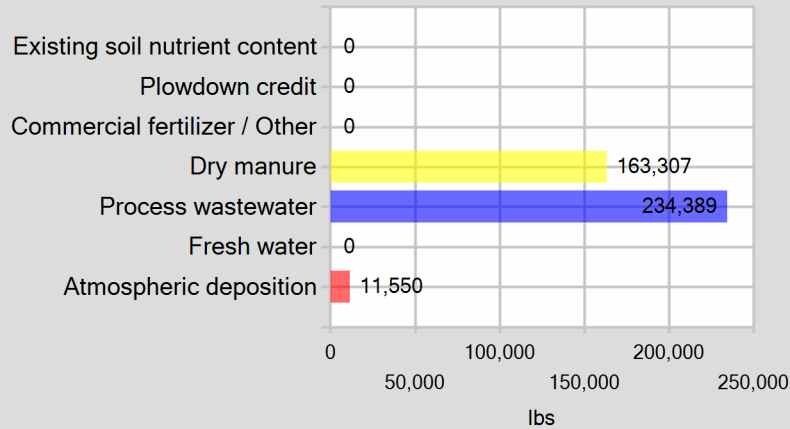 Existing soil nutrient content 0
Plowdown credit 0
Commercial fertilizer / Other 0
Dry manure 163,307
Process wastewater 234,389
Fresh water 0
Atmospheric deposition 11,550
0 100,000 200,000
50,000 150,000 250,000
lbs